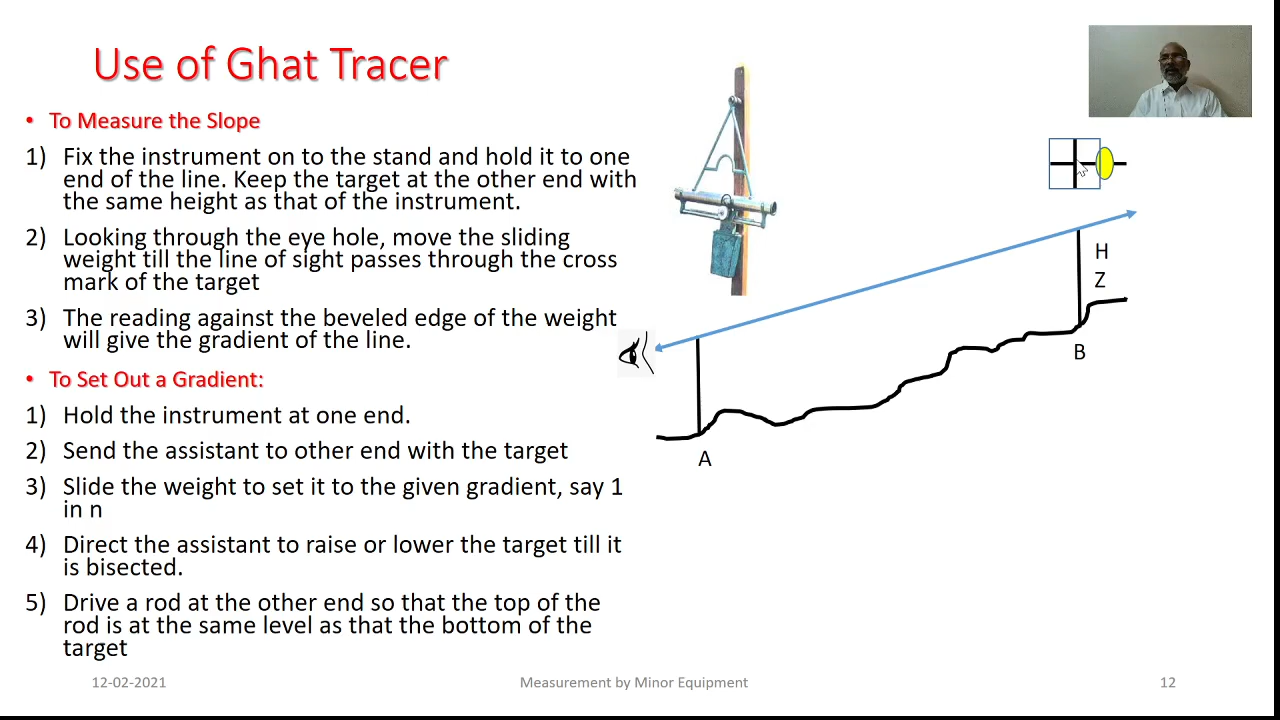 Use of Ghat Tracer
• To Measure the Slope
1) Fix the instrument on to the stand and hold it to one
end of the line. Keep the target at the other end with
the same height as that of the instrument.
2) Looking through the eye hole, move the sliding
weight till the line of sight passes through the cross
mark of the target
3) The reading against the beveled edge of the weight
will give the gradient of the line.
• To Set Out a Gradient:
1) Hold the instrument at one end.
2) Send the assistant to other end with the target
3) Slide the weight to set it to the given gradient, say 1
in n
4) Direct the assistant to raise or lower the target till it
is bisected.
5) Drive a rod at the other end so that the top of the
rod is at the same level as that the bottom of the
target
H
Z
B
A
12-02-2021
Measurement by Minor Equipment
12